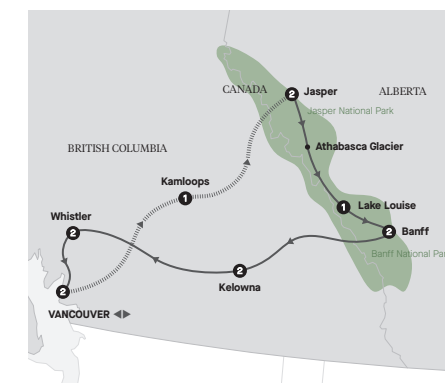 CANADA
2 Jasper
ALBERTA
Jasper National Park
Athabasca Glacier
BRITISH COLUMBIA
Kamloops
1
1 Lake Louise
Whistler
2
2 Banff
Banff National Par
2
Kelowna
2
VANCOUVER